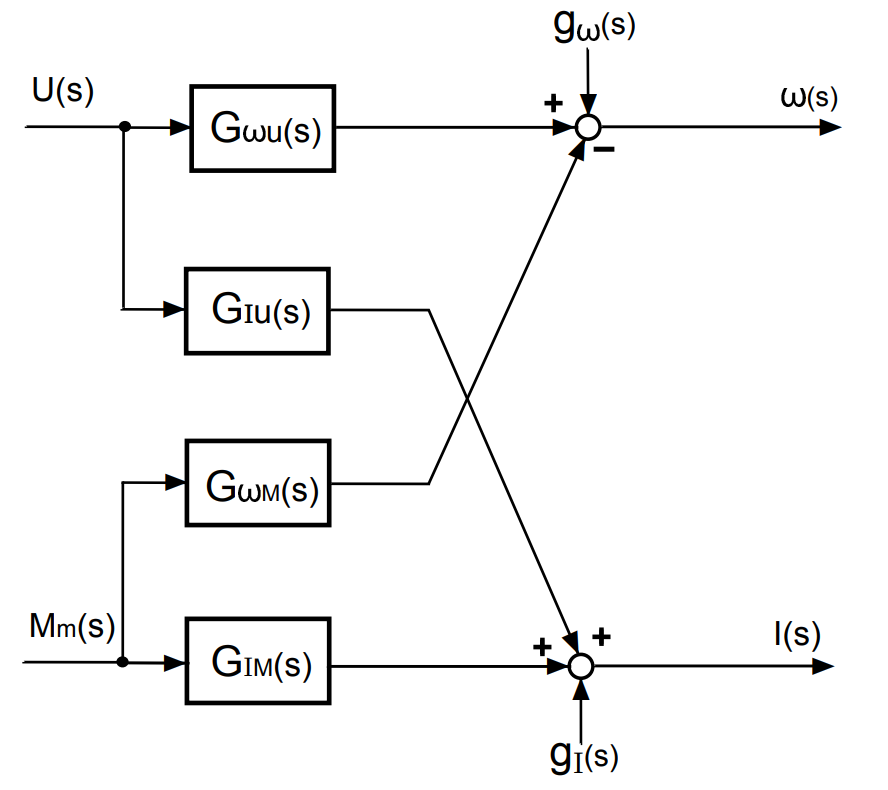 gω(s)
U(s)
ω(s)
Gωu(s)
+
−
GIu(s)
GωM(s)
Mm(s)
GIM(s)
+
+
I(s)
gI(s)